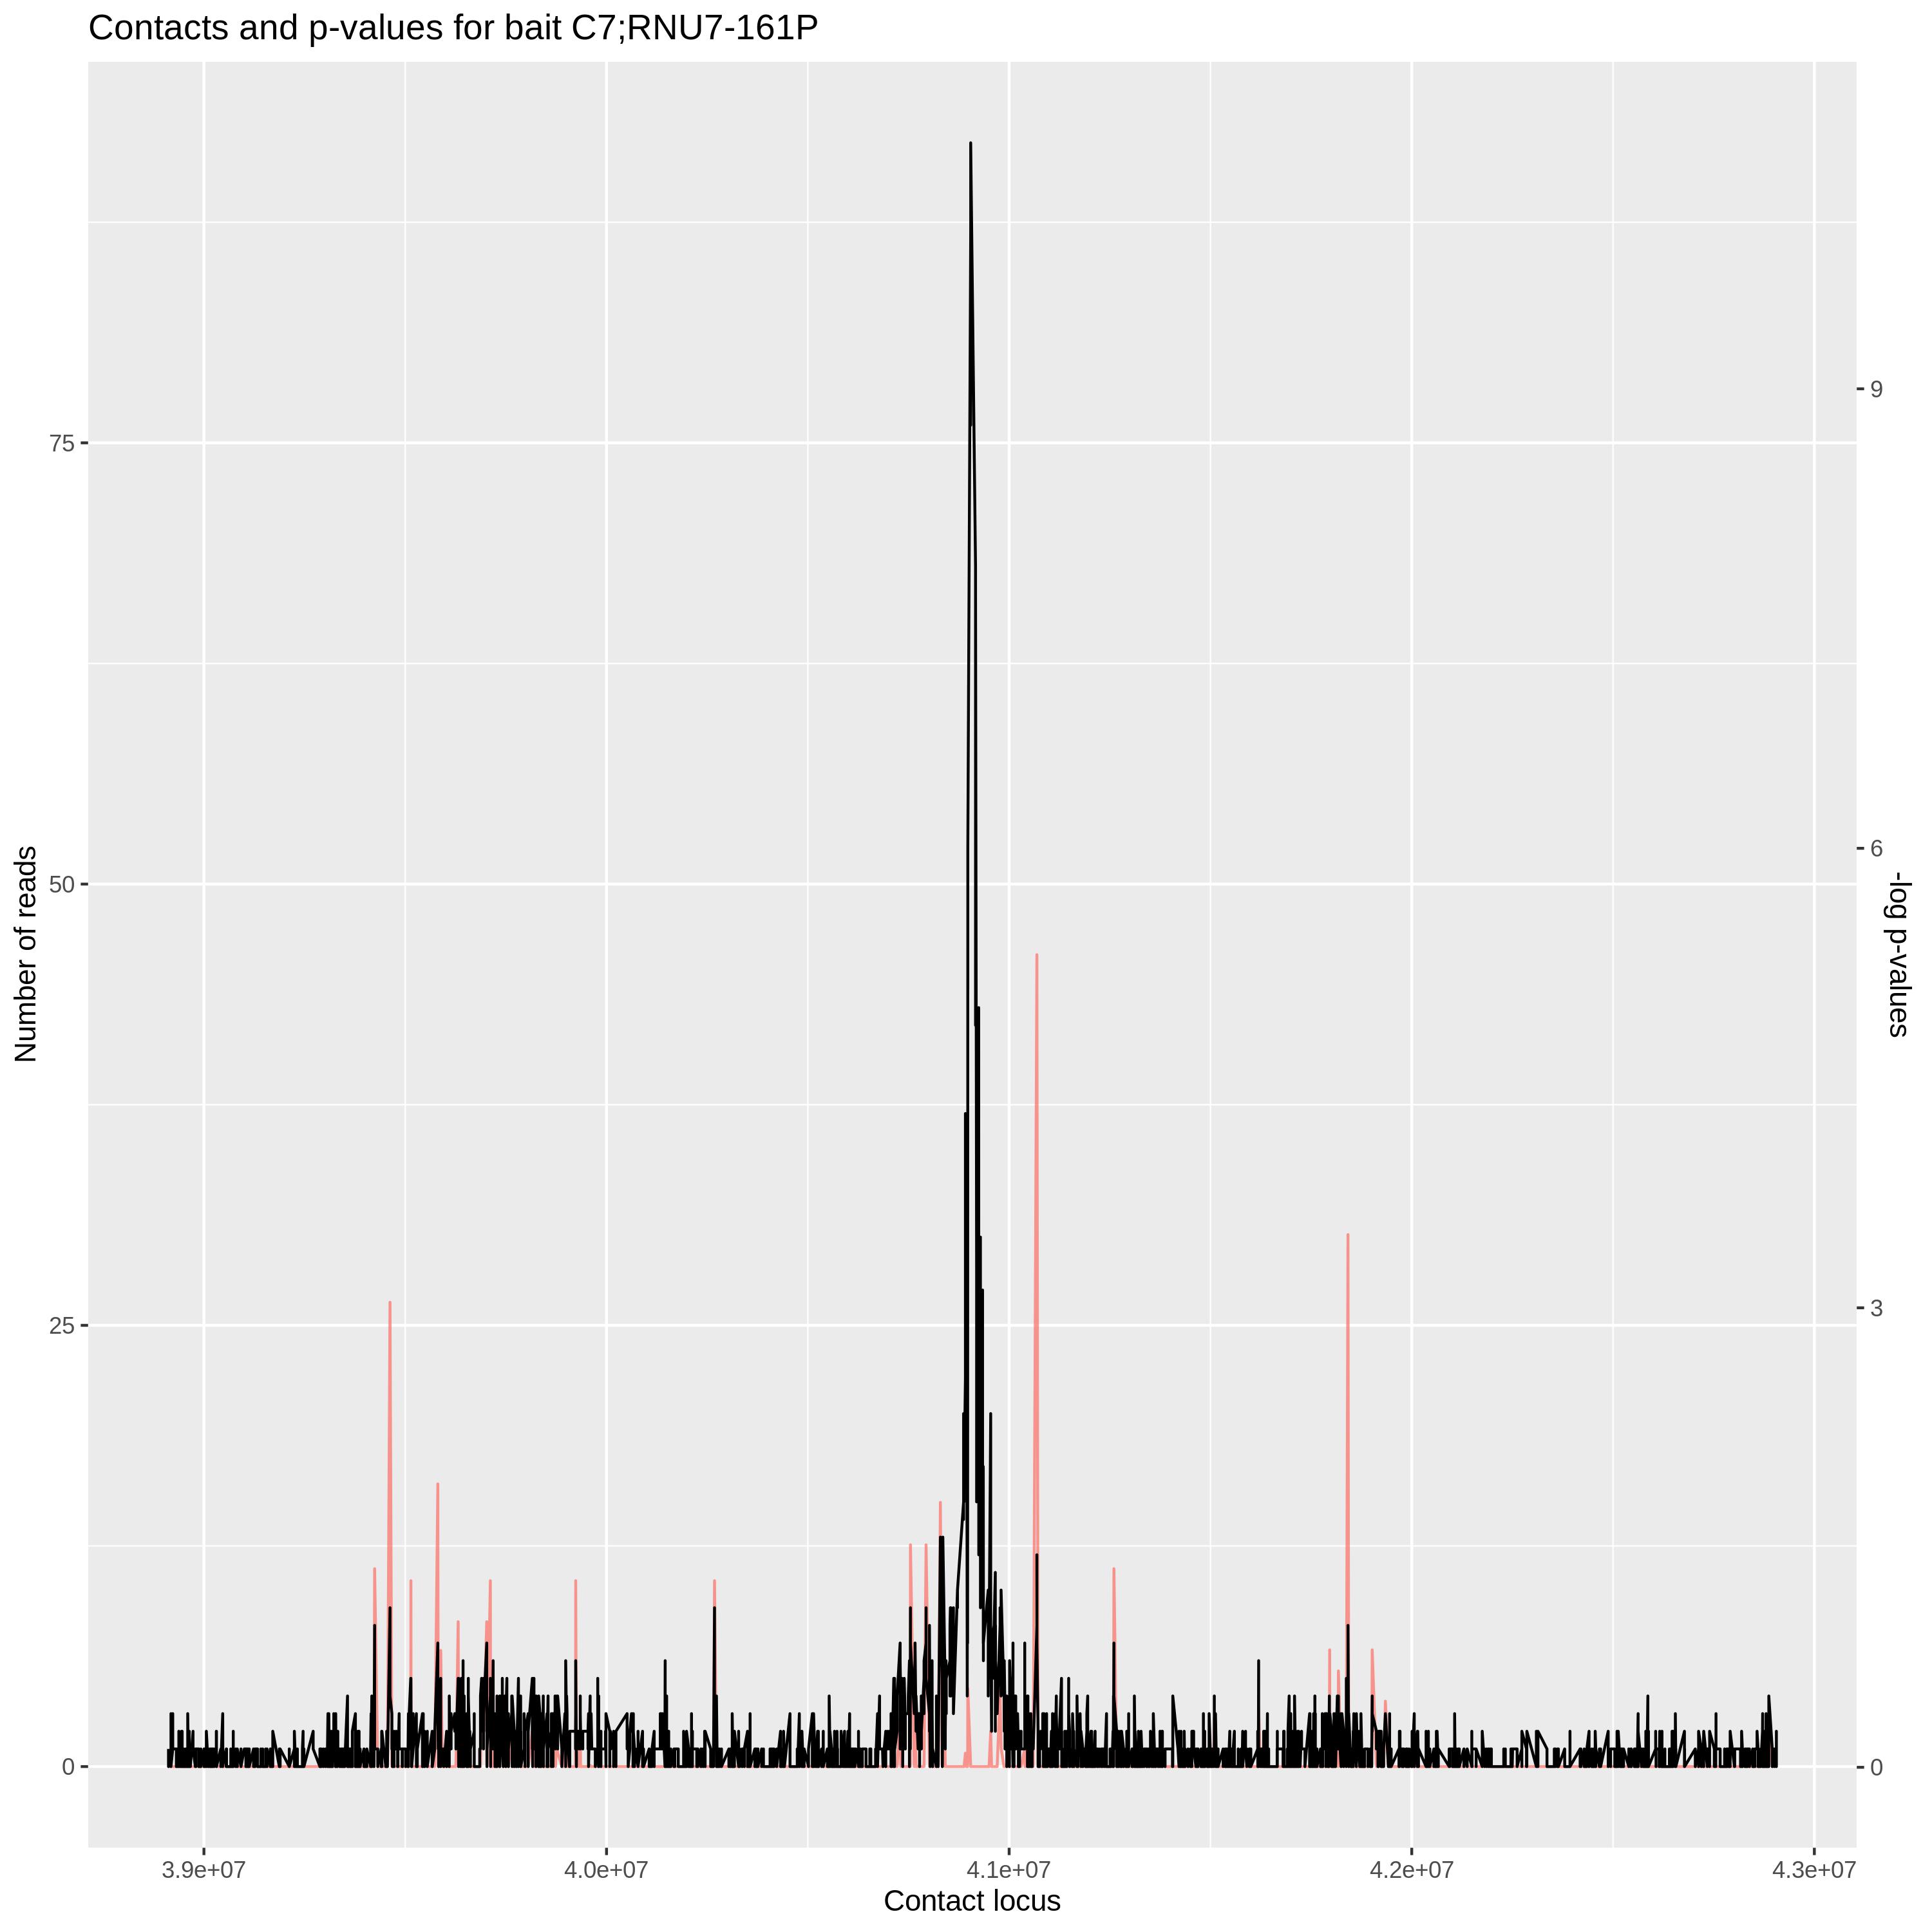 Contacts and p-values for bait C7;RNU7-161P
Number of reads
75
50
25
0
9
6
3
0
-log p-values
3.9e+07
4.0e+07
4.1e+07
4.2e+07
4.3e+07
Contact locus